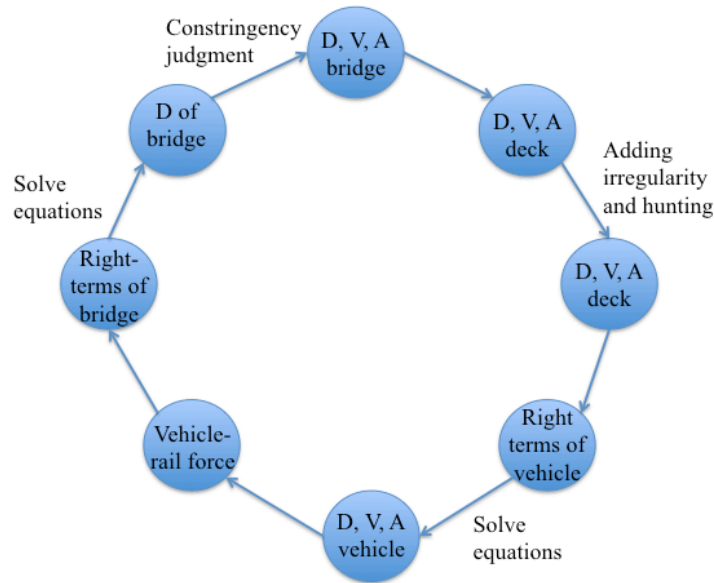 Constringency
judgment
D, V, A
bridge
D, V, A
deck
Adding
irregularity
and hunting
D, V, A
deck
Right
terms of
vehicle
Solve
equations
D, V, A
vehicle
Vehicle-
rail force
Right-
terms of
bridge
Solve
equations
D of
bridge